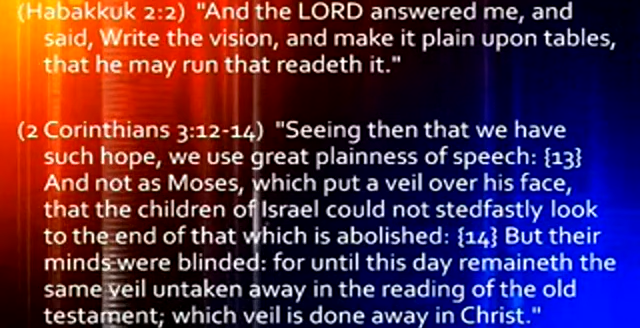 (Habakkuk 2:2) "And the LORD answered me, and
said, Write the vision, and make it plain upon tables,
that he may run that readeth it."
(2 Corinthians 3:12-14) "Seeing then that we have
such hope, we use great plainness of speech: {13}
And not as Moses, which put a veil over his face,
that the children of Israel could not stedfastly look
to the end of that which is abolished: {14} But their
minds were blinded: for until this day remaineth the
same veil untaken away in the reading of the old
testament; which veil is done away in Christ."